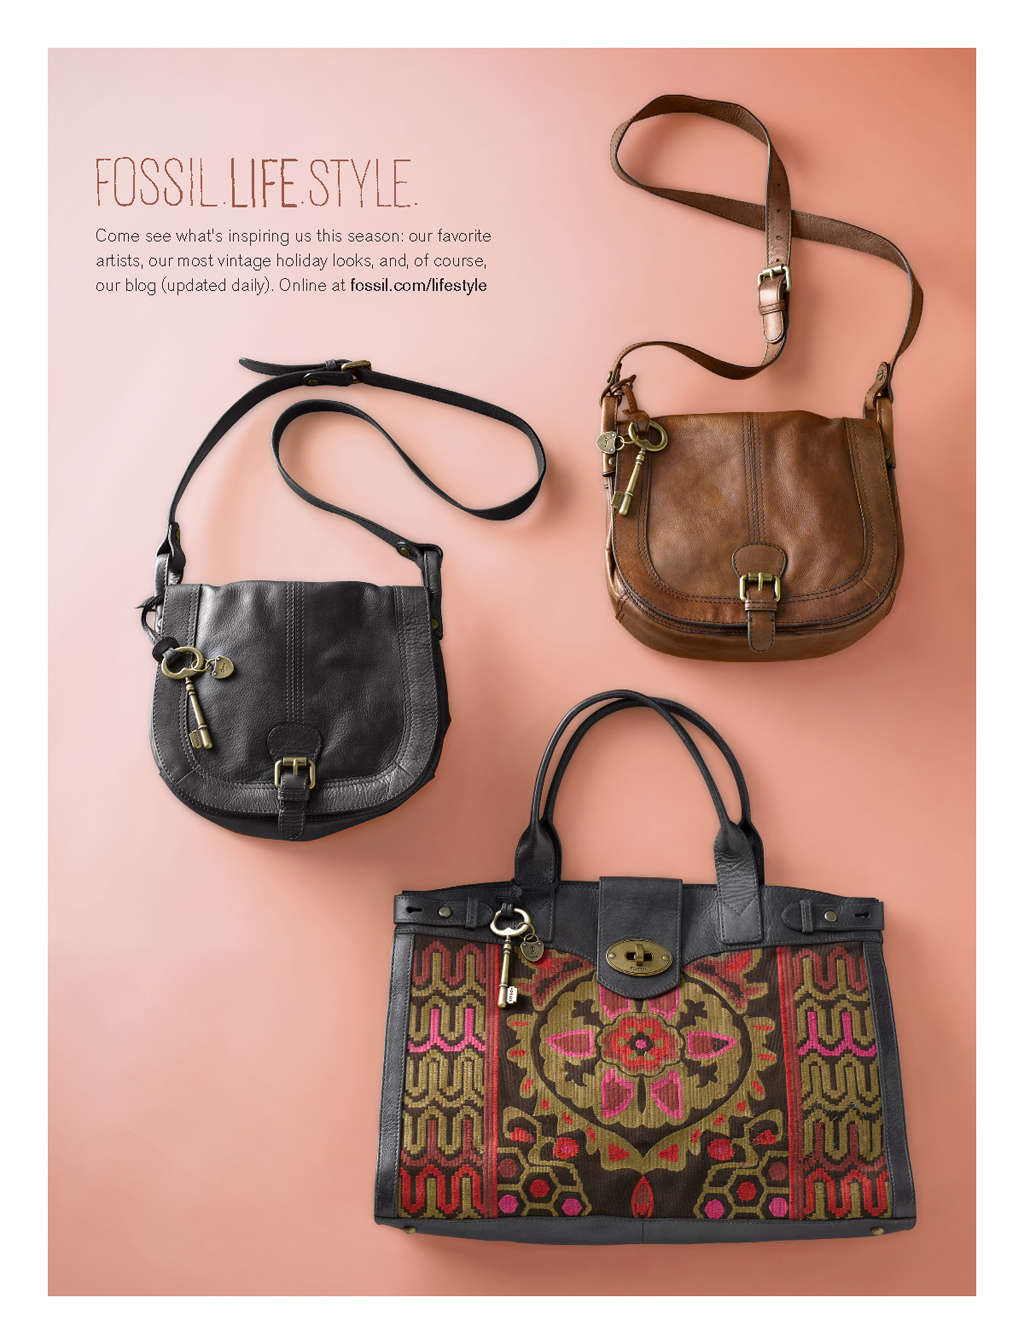 FOSSIL.LIFE.STYLE.
Come see what's inspiring us this season: our favorite
artists, our most vintage holiday looks, and, of course,
our blog (updated daily). Online at fossil.com/lifestyle